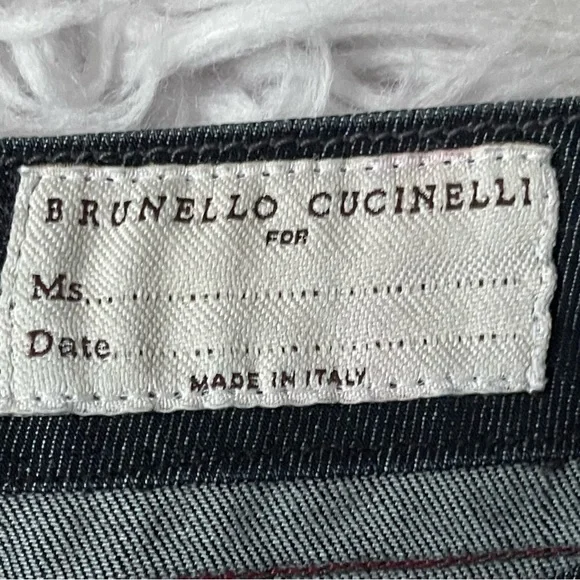 BRUNELLO CUCINELLI
FOR
Ms.....................................
Date.................................
MADE IN ITALY